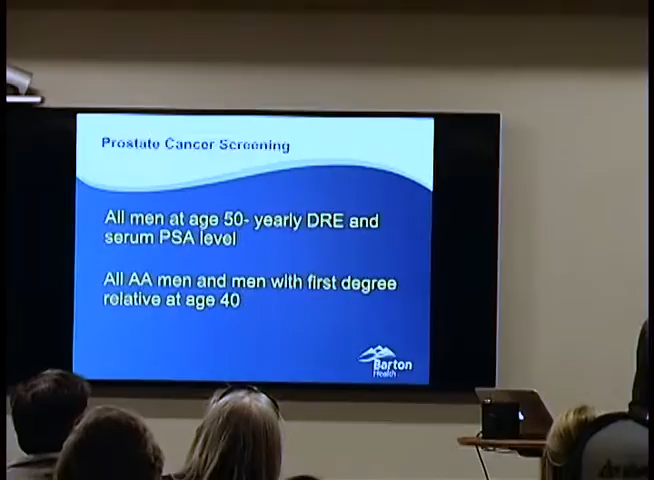 Prostate Cancer Screening
All men at age 50- yearly DRE and
serum PSA level
All AA men and men with first degree
relative at age 40
Barton
Health